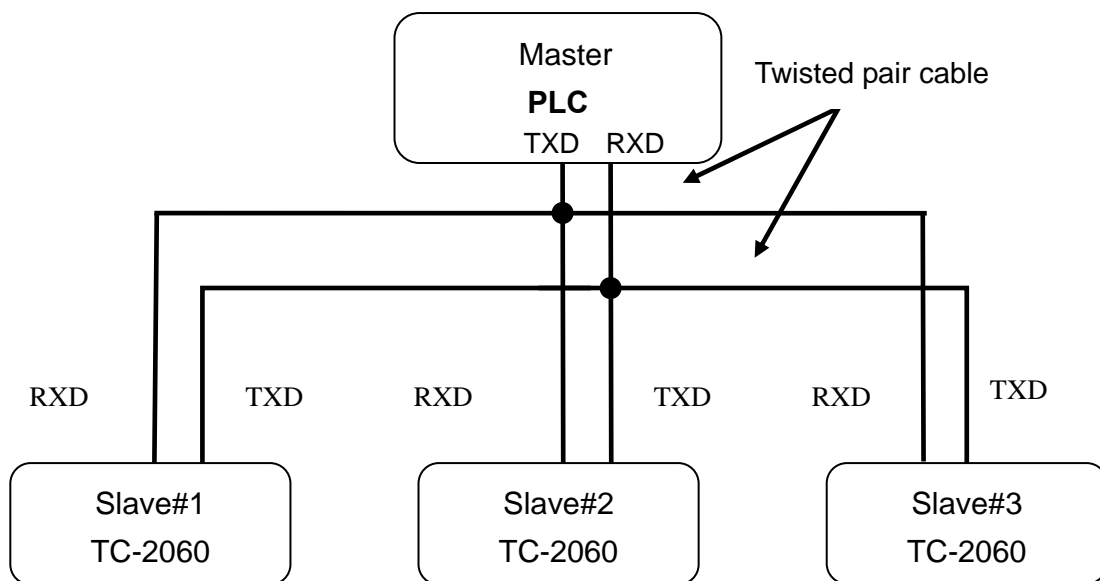 Master
PLC
TXD RXD
Twisted pair cable
RXD TXD RXD TXD RXD TXD
Slave#1 Slave#2 Slave#3
TC-2060 TC-2060 TC-2060